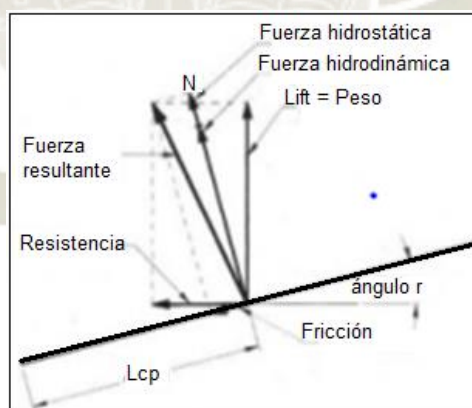 Fuerza hidrostática
N
Fuerza hidrodinámica
Lift = Peso
Fuerza
resultante
Resistencia
ángulo r
Fricción
Lcp